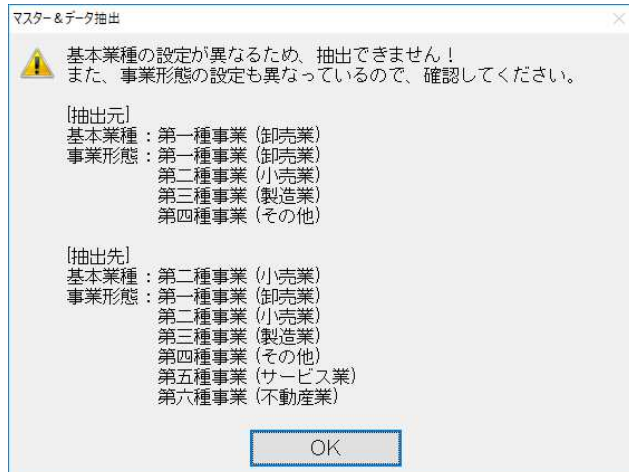 マスター&データ抽出
基本業種の設定が異なるため、抽出できません!
また、事業形態の設定も異なっているので、確認してください。
[抽出元]
基本業種:第一種事業(卸売業)
事業形態:第一種事業(卸売業)
第二種事業(小売業)
第三種事業(製造業)
第四種事業(その他)
[抽出先]
基本業種:第二種事業(小売業)
事業形態:第一種事業(卸売業)
第二種事業(小売業)
第三種事業(製造業)
第四種事業(その他)
第五種事業(サービス業)
第六種事業(不動産業)
OK